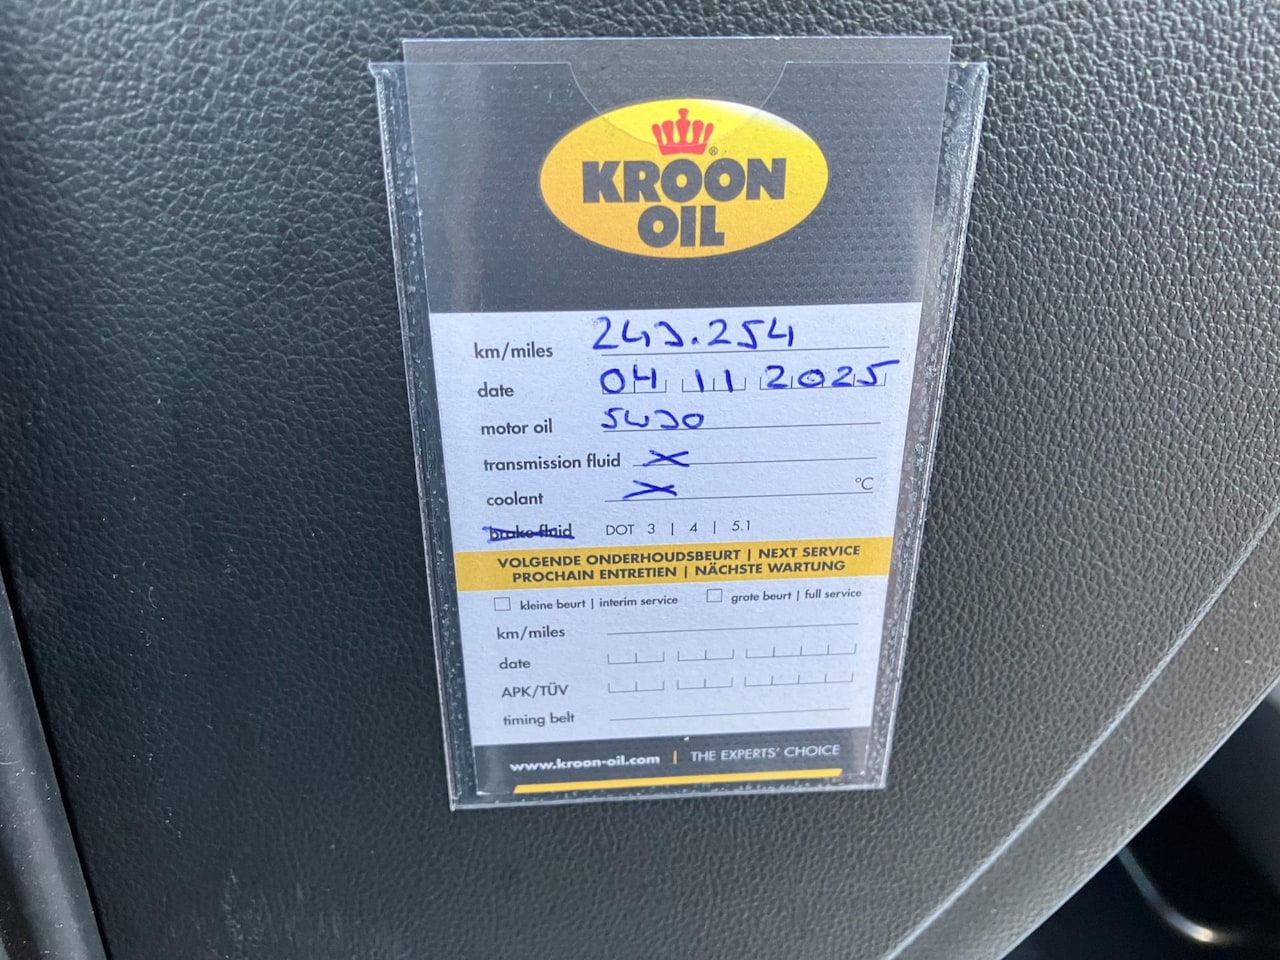 KROON
OIL
®
km/miles 243.254
date 04 11 2025
motor oil 5W30
transmission fluid X
coolant X °C
brake fluid DOT 3 | 4 | 5.1
VOLGENDE ONDERHOUDSBEURT | NEXT SERVICE
PROCHAIN ENTRETIEN | NÄCHSTE WARTUNG
kleine beurt | interim service grote beurt | full service
km/miles
date
APK/TÜV
timing belt
www.kroon-oil.com | THE EXPERTS' CHOICE